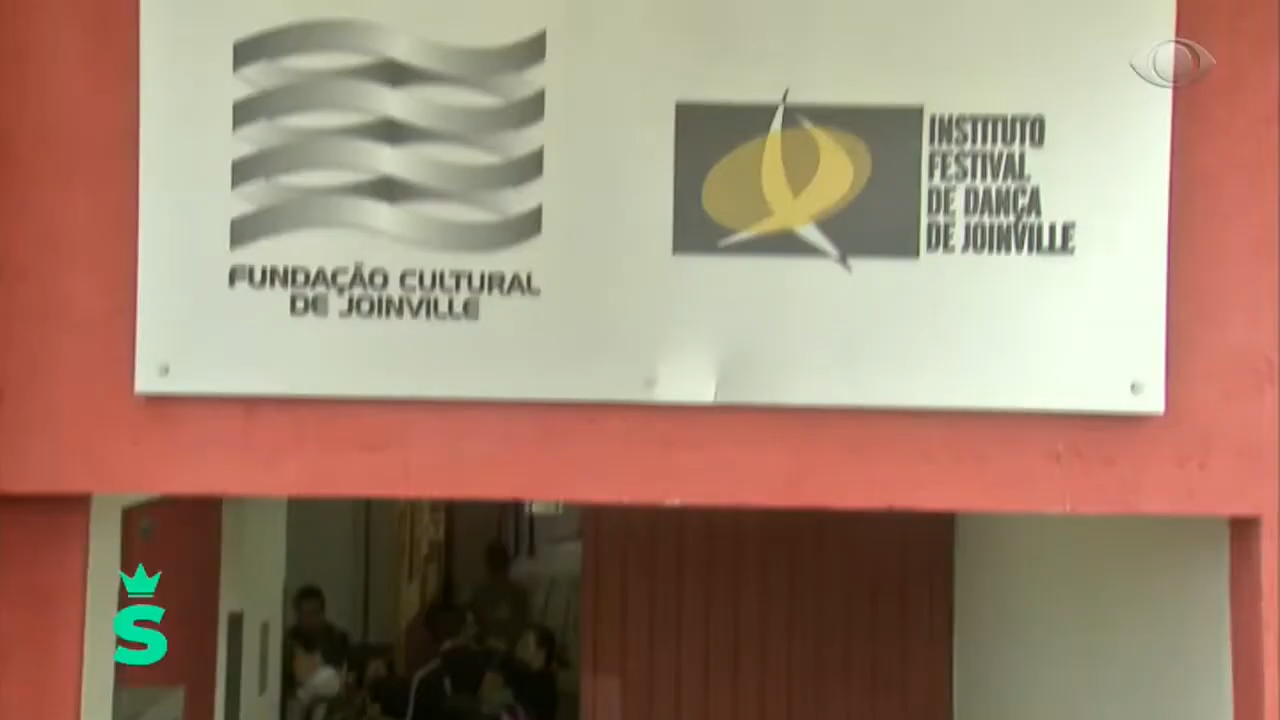 FUNDAÇÃO CULTURAL
DE JOINVILLE
INSTITUTO
FESTIVAL
DE DANÇA
DE JOINVILLE
S